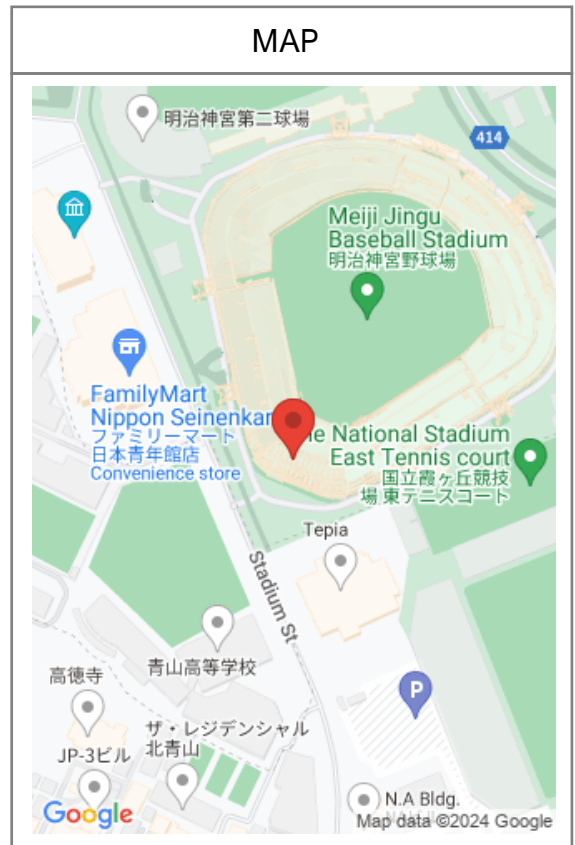 MAP
明治神宮第二球場
414
Meiji Jingu
Baseball Stadium
明治神宮野球場
FamilyMart
Nippon Seinenkan
ファミリーマート
日本青年館店
Convenience store
National Stadium
East Tennis court
国立霞ヶ丘競技
場 東テニスコート
Tepia
Stadium St
青山高等学校
高徳寺
ザ・レジデンシャル
北青山
JP-3ビル
P
N.A Bldg.
Google
Map data ©2024 Google